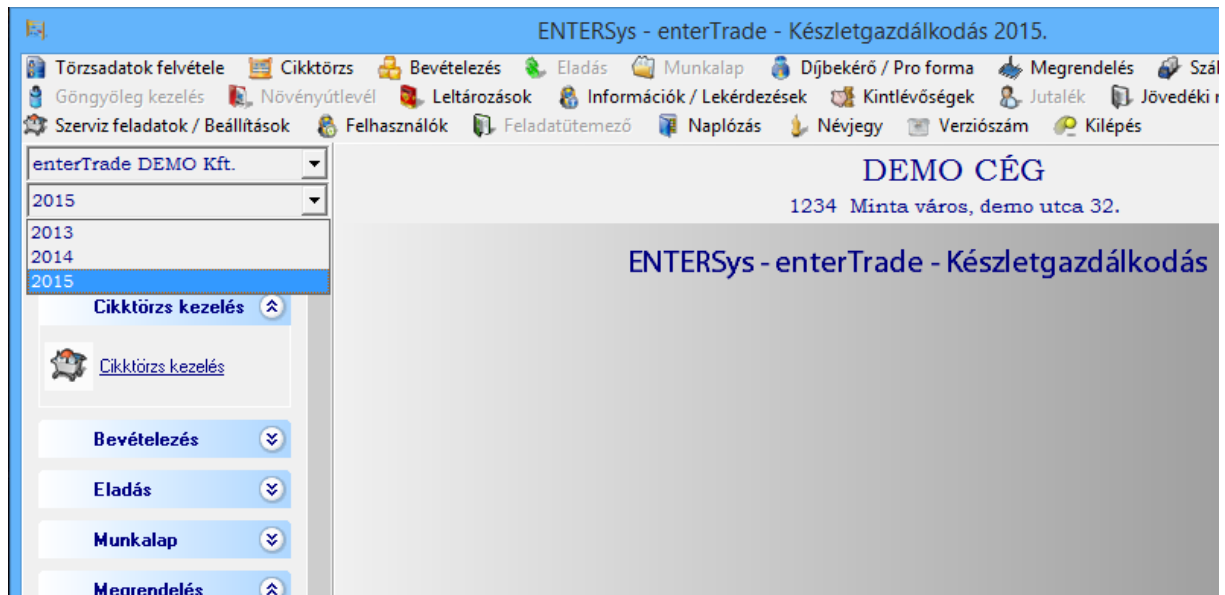 ENTERSys - enterTrade - Készletgazdálkodás 2015.
Törzsadatok felvétele Cikktörzs Bevételezés Eladás Munkalap Díjbekérő / Pro forma Megrendelés
Göngyöleg kezelés Növényútlevél Leltározások Információk / Lekérdezések Kintlévőségek Jutalék Jövedéki
Szerviz feladatok / Beállítások Felhasználók Feladatütemező Naplózás Névjegy Verziószám Kilépés
enterTrade DEMO Kft.
2015
2013
2014
2015
DEMO CÉG
1234 Minta város, demo utca 32.
ENTERSys - enterTrade - Készletgazdálkodás
Cikktörzs kezelés
Cikktörzs kezelés
Bevételezés
Eladás
Munkalap
Megrendelés